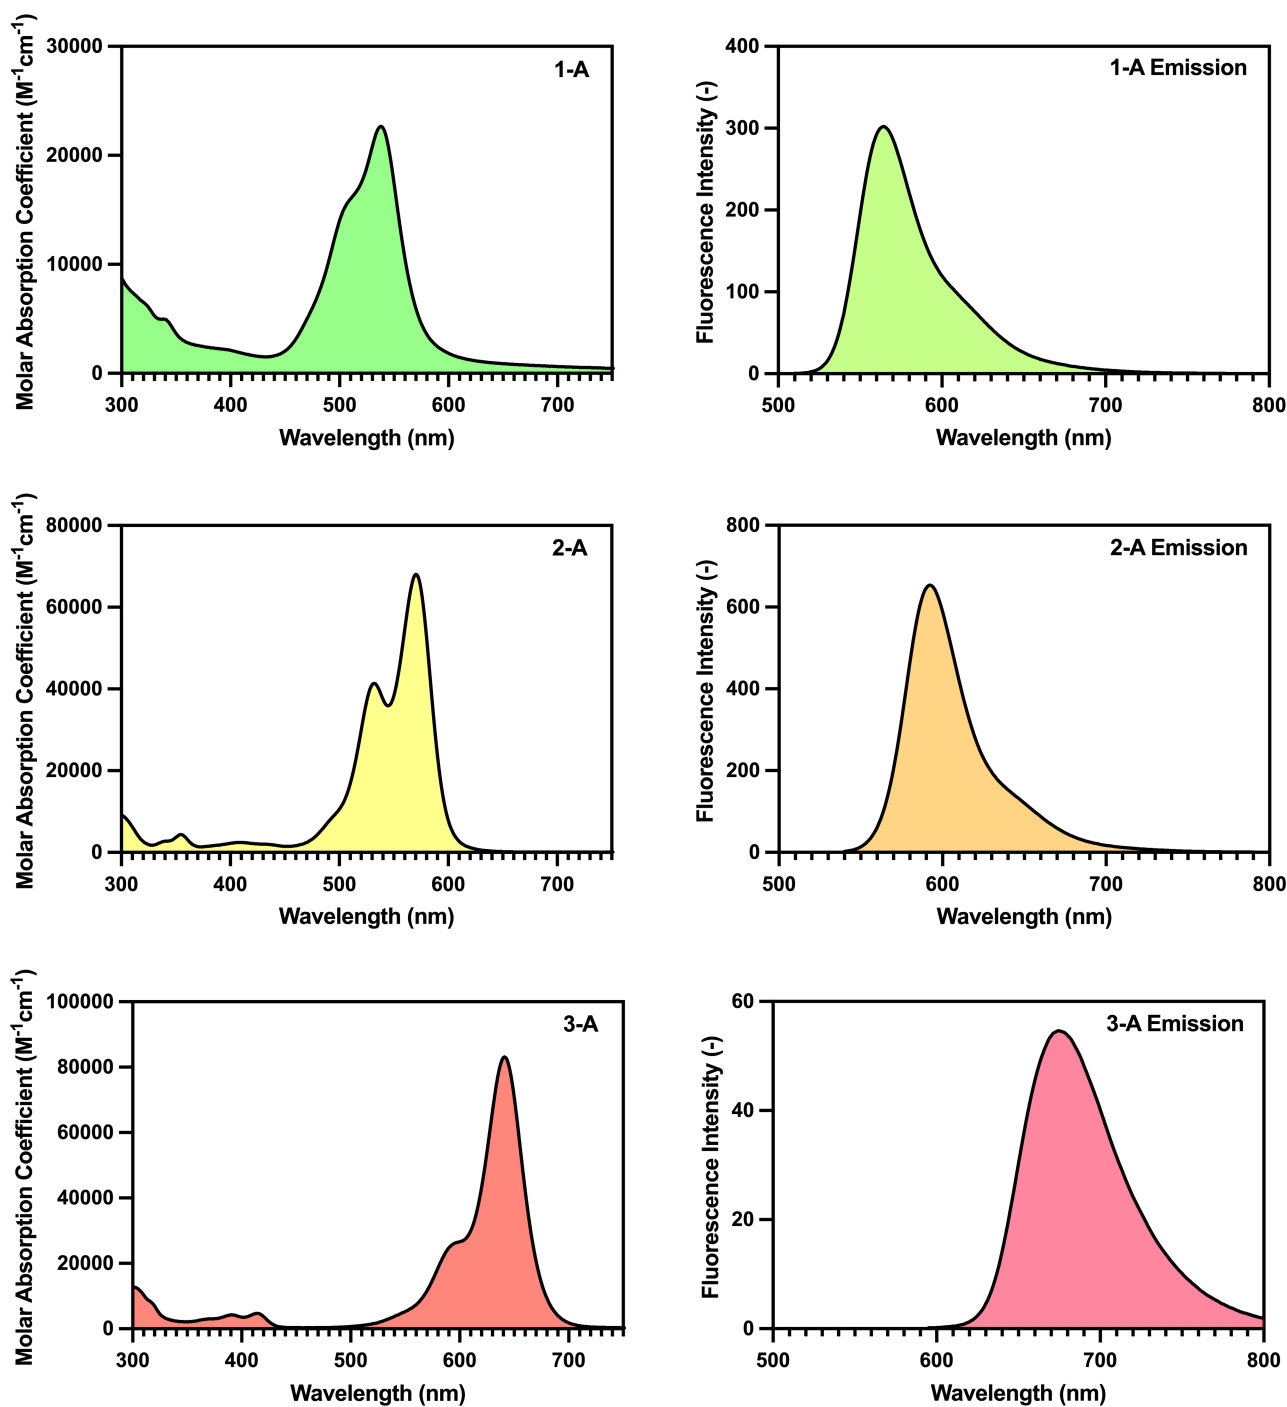 1-A
Molar Absorption Coefficient (M⁻¹cm⁻¹)
30000
20000
10000
0
300 400 500 600 700
Wavelength (nm)
1-A Emission
Fluorescence Intensity (-)
400
300
200
100
0
500 600 700 800
Wavelength (nm)
2-A
Molar Absorption Coefficient (M⁻¹cm⁻¹)
80000
60000
40000
20000
0
300 400 500 600 700
Wavelength (nm)
2-A Emission
Fluorescence Intensity (-)
800
600
400
200
0
500 600 700 800
Wavelength (nm)
3-A
Molar Absorption Coefficient (M⁻¹cm⁻¹)
100000
80000
60000
40000
20000
0
300 400 500 600 700
Wavelength (nm)
3-A Emission
Fluorescence Intensity (-)
60
40
20
0
500 600 700 800
Wavelength (nm)